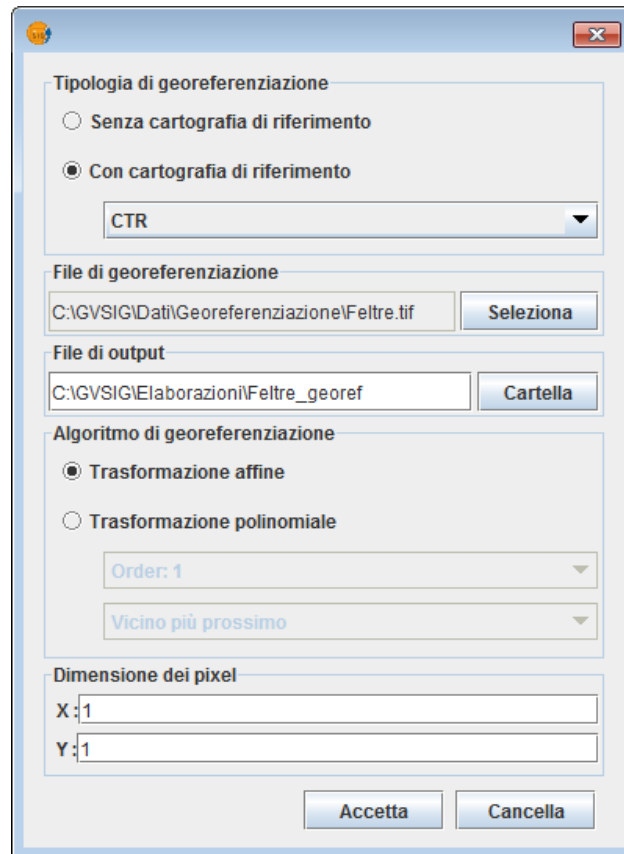 Tipologia di georeferenziazione
Senza cartografia di riferimento
Con cartografia di riferimento
CTR
File di georeferenziazione
C:\GVSIG\Dati\Georeferenziazione\Feltre.tif
Seleziona
File di output
C:\GVSIG\Elaborazioni\Feltre_georef
Cartella
Algoritmo di georeferenziazione
Trasformazione affine
Trasformazione polinomiale
Order: 1
Vicino più prossimo
Dimensione dei pixel
X : 1
Y : 1
Accetta
Cancella